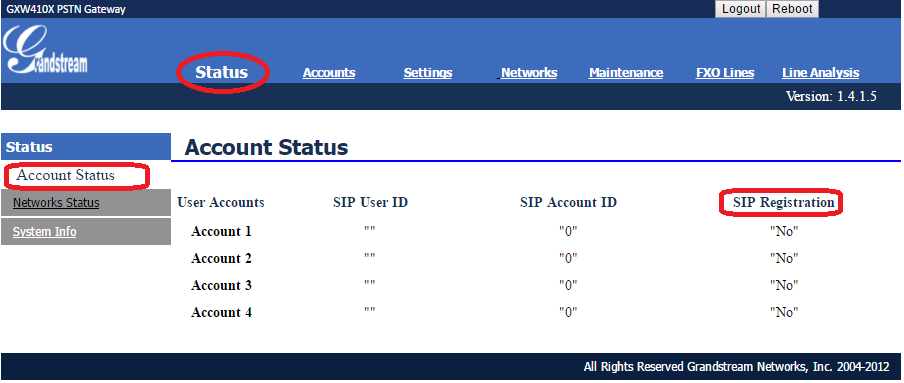 GXW410X PSTN Gateway Logout Reboot
Grandstream
Status Accounts Settings Networks Maintenance FXO Lines Line Analysis
Version: 1.4.1.5
Status Account Status
Account Status
Networks Status User Accounts SIP User ID SIP Account ID SIP Registration
System Info Account 1 "" "0" "No"
Account 2 "" "0" "No"
Account 3 "" "0" "No"
Account 4 "" "0" "No"
All Rights Reserved Grandstream Networks, Inc. 2004-2012